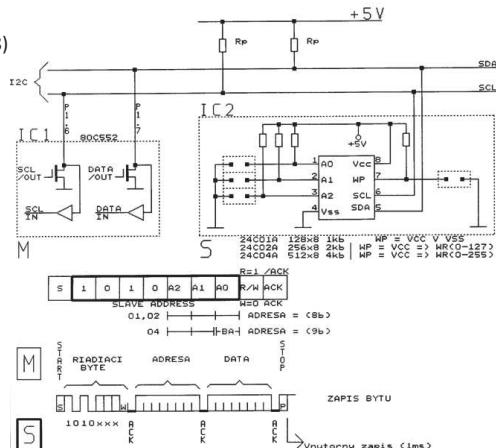 +5V
3)
Rp
Rp
SDA
I2C
SCL
P1.6
P1.7
IC1
80C552
IC2
+5V
SCL
/OUT
DATA
/OUT
SCL
IN
DATA
IN
1 A0 Vcc 8
2 A1 WP 7
3 A2 SCL 6
4 Vss SDA 5
M
S
24C01A 128x8 1kb WP = VCC V VSS
24C02A 256x8 2kb WP = VCC => WR(0-127)
24C04A 512x8 4kb WP = VCC => WR(0-255)
R=1 /ACK
S 1 0 1 0 A2 A1 A0 R/W ACK
SLAVE ADDRESS W=0 ACK
01,02 ADRESA = (8b)
04 BA ADRESA = (9b)
M
START
RIADIACI
BYTE
ADRESA
DATA
STOP
ZAPIS BYTU
S W P
1010xxx
ACK
ACK
ACK
S
Vnutorny zapis (1ms)